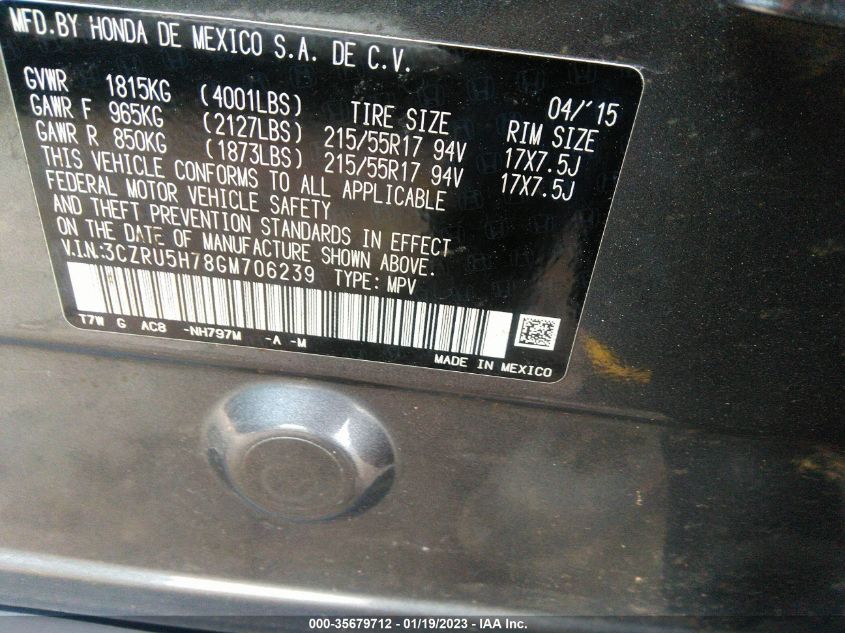 MFD.BY HONDA DE MEXICO S.A. DE C.V.
04/'15
GVWR 1815KG (4001LBS) TIRE SIZE RIM SIZE
GAWR F 965KG (2127LBS) 215/55R17 94V 17X7.5J
GAWR R 850KG (1873LBS) 215/55R17 94V 17X7.5J
THIS VEHICLE CONFORMS TO ALL APPLICABLE
FEDERAL MOTOR VEHICLE SAFETY
AND THEFT PREVENTION STANDARDS IN EFFECT
ON THE DATE OF MANUFACTURE SHOWN ABOVE.
V.I.N.:3CZRU5H78GM706239 TYPE: MPV
T7W G AC8 -NH797M -A -M
MADE IN MEXICO
000-35679712 - 01/19/2023 - IAA Inc.